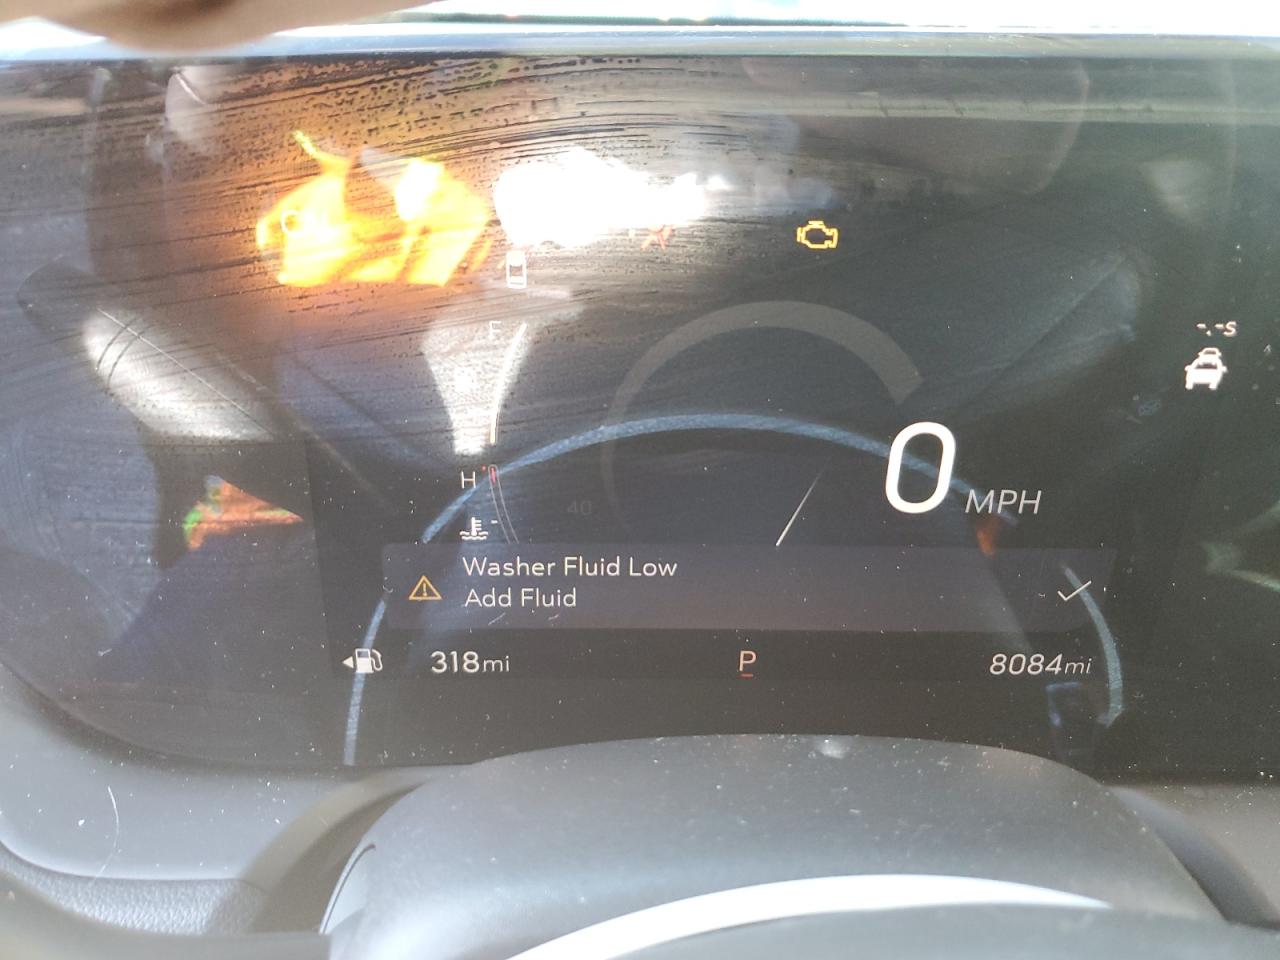 -.-s
F
H
40
0 MPH
Washer Fluid Low
Add Fluid
318mi
P
8084mi